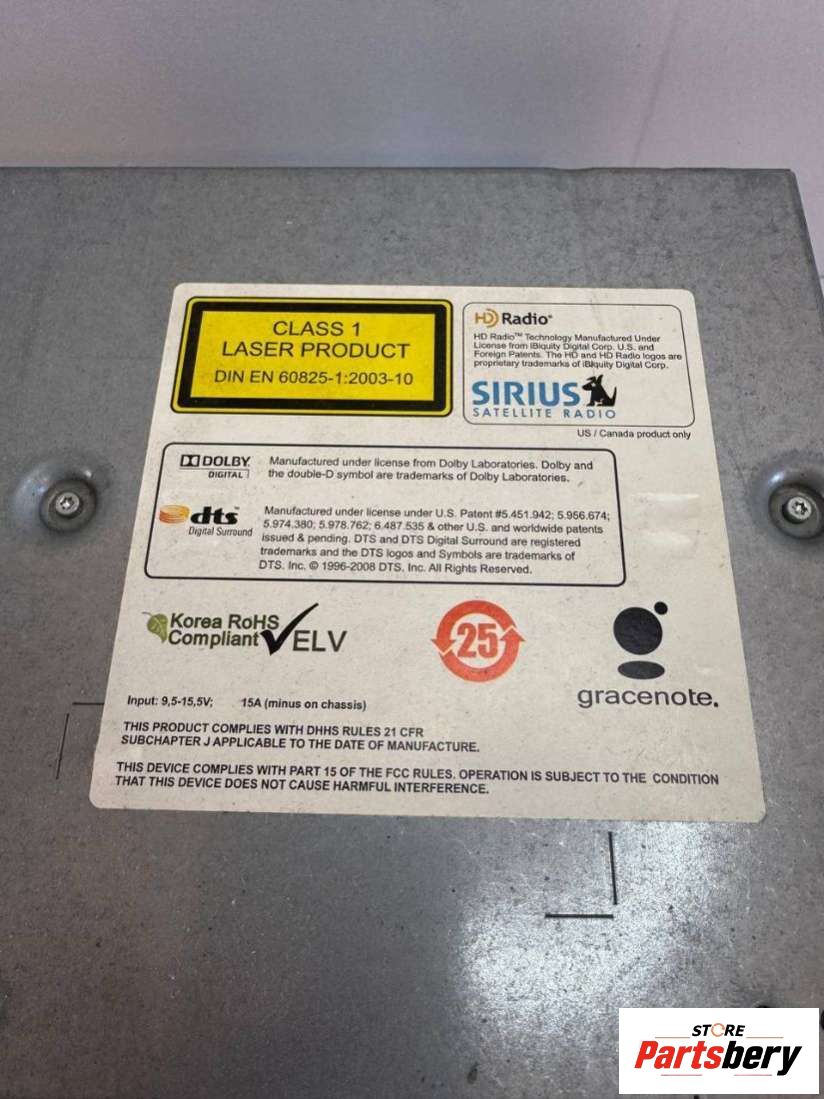 CLASS 1
LASER PRODUCT
DIN EN 60825-1:2003-10
HD Radio®
HD Radio™ Technology Manufactured Under
License from iBiquity Digital Corp. U.S. and
Foreign Patents. The HD and HD Radio logos are
proprietary trademarks of iBiquity Digital Corp.
SIRIUS
SATELLITE RADIO
US / Canada product only
DOLBY
DIGITAL
Manufactured under license from Dolby Laboratories. Dolby and
the double-D symbol are trademarks of Dolby Laboratories.
dts
Digital Surround
Manufactured under license under U.S. Patent #5.451.942; 5.956.674;
5.974.380; 5.978.762; 6.487.535 & other U.S. and worldwide patents
issued & pending. DTS and DTS Digital Surround are registered
trademarks and the DTS logos and Symbols are trademarks of
DTS. Inc. © 1996-2008 DTS. Inc. All Rights Reserved.
Korea RoHS
Compliant ELV
25
gracenote.
Input: 9,5-15,5V; 15A (minus on chassis)
THIS PRODUCT COMPLIES WITH DHHS RULES 21 CFR
SUBCHAPTER J APPLICABLE TO THE DATE OF MANUFACTURE.
THIS DEVICE COMPLIES WITH PART 15 OF THE FCC RULES. OPERATION IS SUBJECT TO THE CONDITION
THAT THIS DEVICE DOES NOT CAUSE HARMFUL INTERFERENCE.
STORE
Partsbery